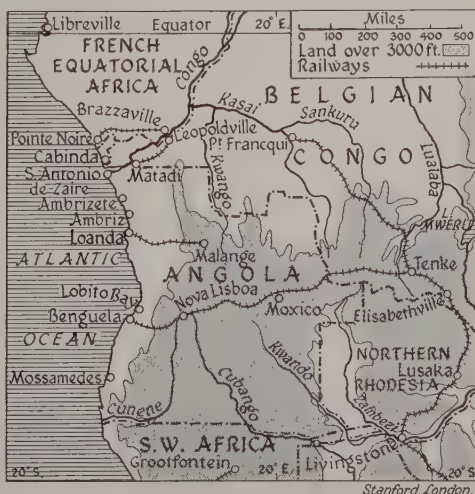 Libreville
Equator
20°E.
Miles
0 100 200 300 400 500
Land over 3000 ft.
Railways
FRENCH
EQUATORIAL
AFRICA
Congo
BELGIAN
CONGO
Kasai
Sankuru
Brazzaville
Leopoldville
Pt Francqui
Pointe Noire
Cabinda
S. Antonio
de-Zaire
Matadi
Kwango
Lualaba
L.
MWERU
Ambrizete
Ambriz
Loanda
Malange
ATLANTIC
OCEAN
ANGOLA
Tenke
Lobito Bay
Nova Lisboa
Moxico
Elisabethville
Benguela
NORTHERN
RHODESIA
Lusaka
Mossamedes
Kwando
Cubango
Zambezi
Cunene
Livingstone
S.W. AFRICA
Grootfontein
20°S.
20°E.
20°S.
Stanford London